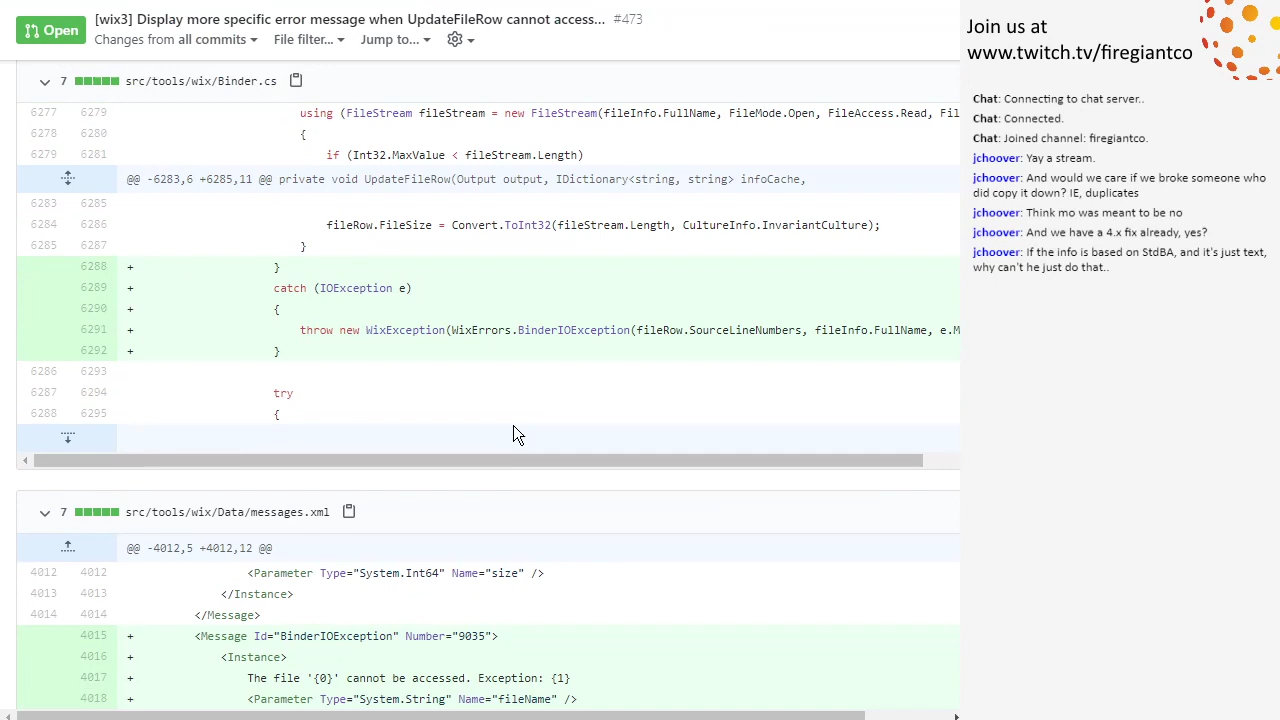 Open
[wix3] Display more specific error message when UpdateFileRow cannot access... #473
Changes from all commits File filter... Jump to...
7 src/tools/wix/Binder.cs
6277 6279 using (FileStream fileStream = new FileStream(fileInfo.FullName, FileMode.Open, FileAccess.Read, Fil
6278 6280 {
6279 6281 if (Int32.MaxValue < fileStream.Length)
@@ -6283,6 +6285,11 @@ private void UpdateFileRow(Output output, IDictionary<string, string> infoCache,
6283 6285
6284 6286 fileRow.FileSize = Convert.ToInt32(fileStream.Length, CultureInfo.InvariantCulture);
6285 6287 }
6288 + }
6289 + catch (IOException e)
6290 + {
6291 + throw new WixException(WixErrors.BinderIOException(fileRow.SourceLineNumbers, fileInfo.FullName, e.M
6292 + }
6286 6293
6287 6294 try
6288 6295 {
7 src/tools/wix/Data/messages.xml
@@ -4012,5 +4012,12 @@
4012 4012 <Parameter Type="System.Int64" Name="size" />
4013 4013 </Instance>
4014 4014 </Message>
4015 + <Message Id="BinderIOException" Number="9035">
4016 + <Instance>
4017 + The file '{0}' cannot be accessed. Exception: {1}
4018 + <Parameter Type="System.String" Name="fileName" />
Join us at
www.twitch.tv/firegiantco
Chat: Connecting to chat server..
Chat: Connected.
Chat: Joined channel: firegiantco.
jchoover: Yay a stream.
jchoover: And would we care if we broke someone who
did copy it down? IE, duplicates
jchoover: Think mo was meant to be no
jchoover: And we have a 4.x fix already, yes?
jchoover: If the info is based on StdBA, and it's just text,
why can't he just do that..